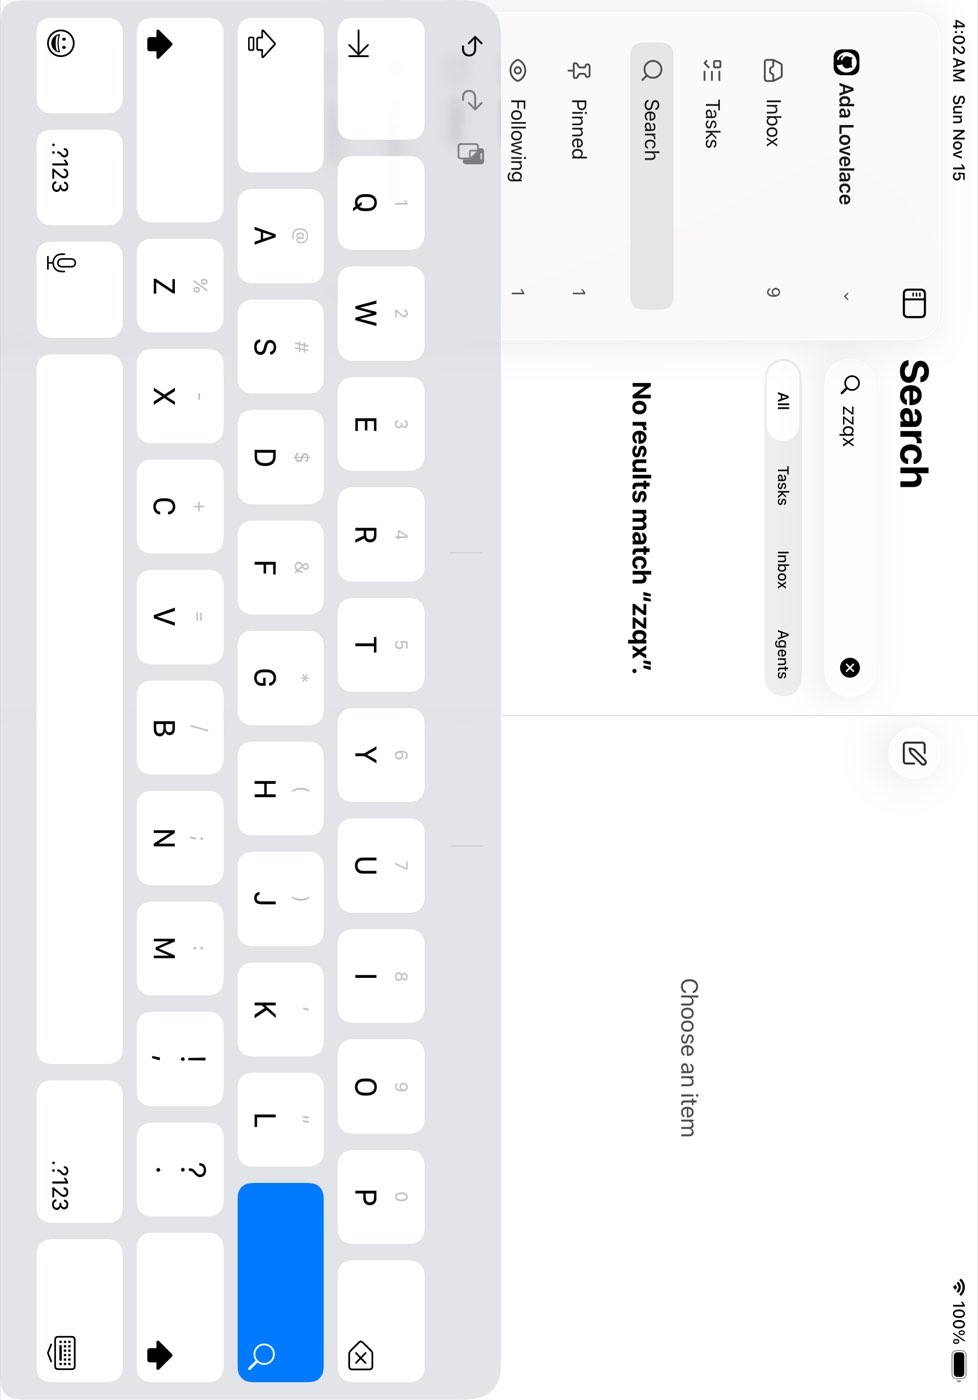 4:02 AM Sun Nov 15
100%
Search
Ada Lovelace
zzqx
All Tasks Inbox Agents
Inbox 9
Tasks
Search
Pinned 1
Following 1
No results match “zzqx”.
Choose an item
1 2 3 4 5 6 7 8 9 0
Q W E R T Y U I O P
@ # $ & * ( ) ' "
A S D F G H J K L
% - + = / ; : ! ?
Z X C V B N M , .
.?123 .?123